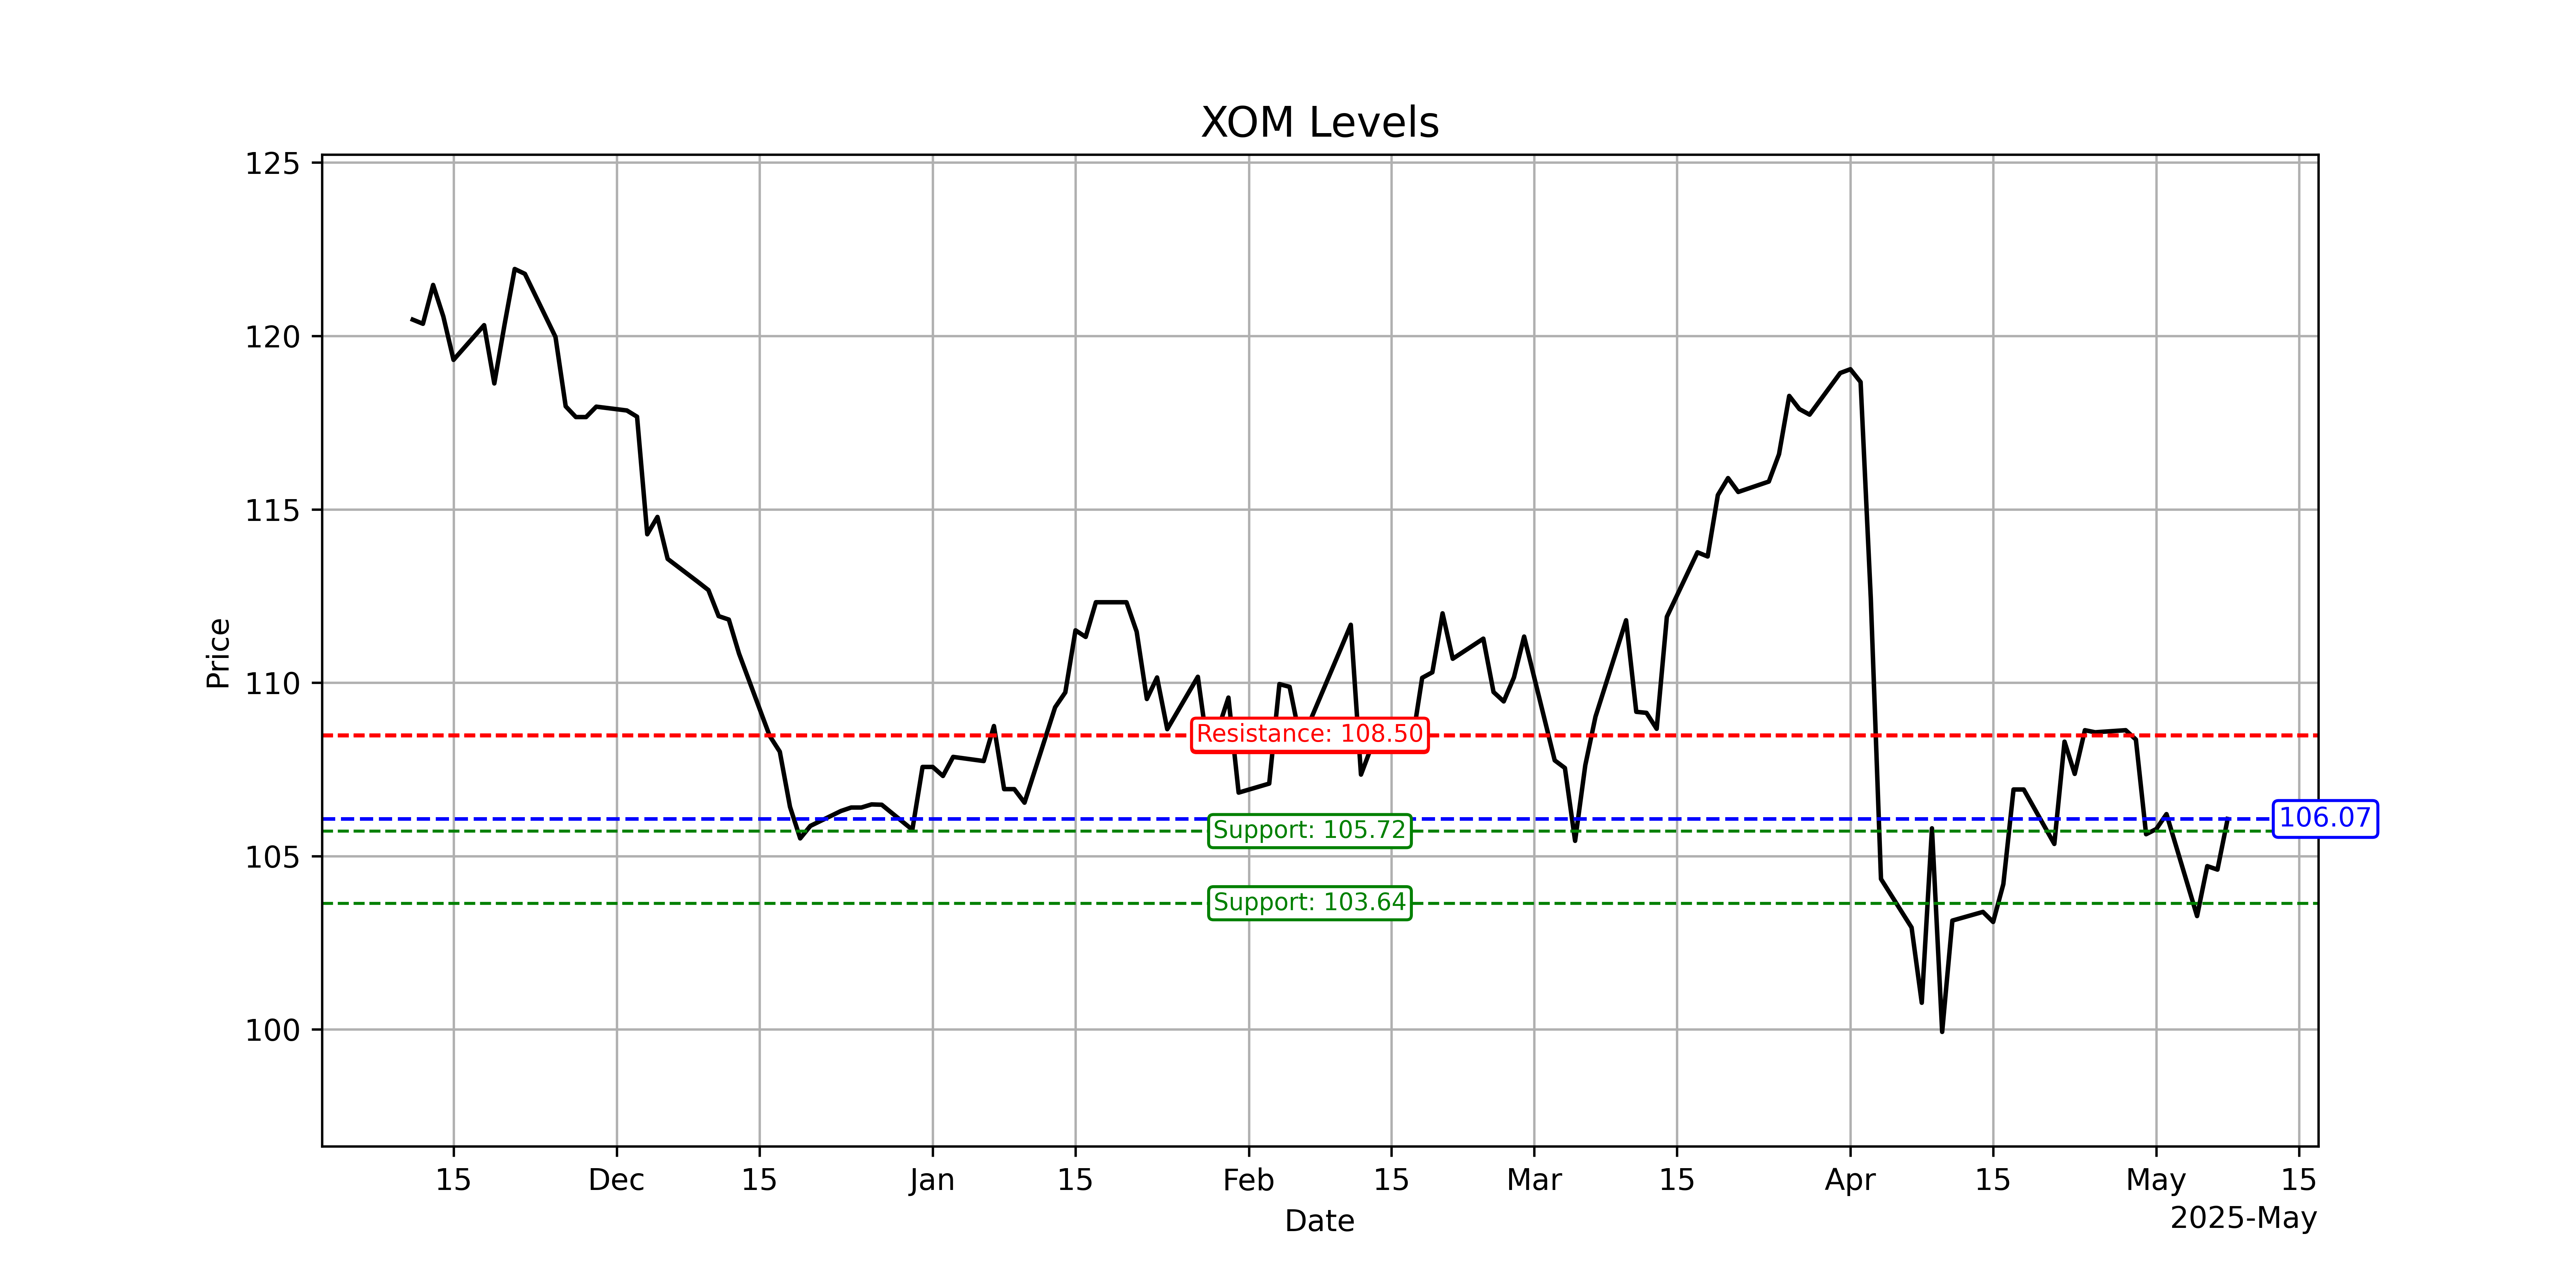 XOM Levels
125
120
115
110
105
100
Price
Resistance: 108.50
106.07
Support: 105.72
Support: 103.64
15 Dec 15 Jan 15 Feb 15 Mar 15 Apr 15 May 15
2025-May
Date